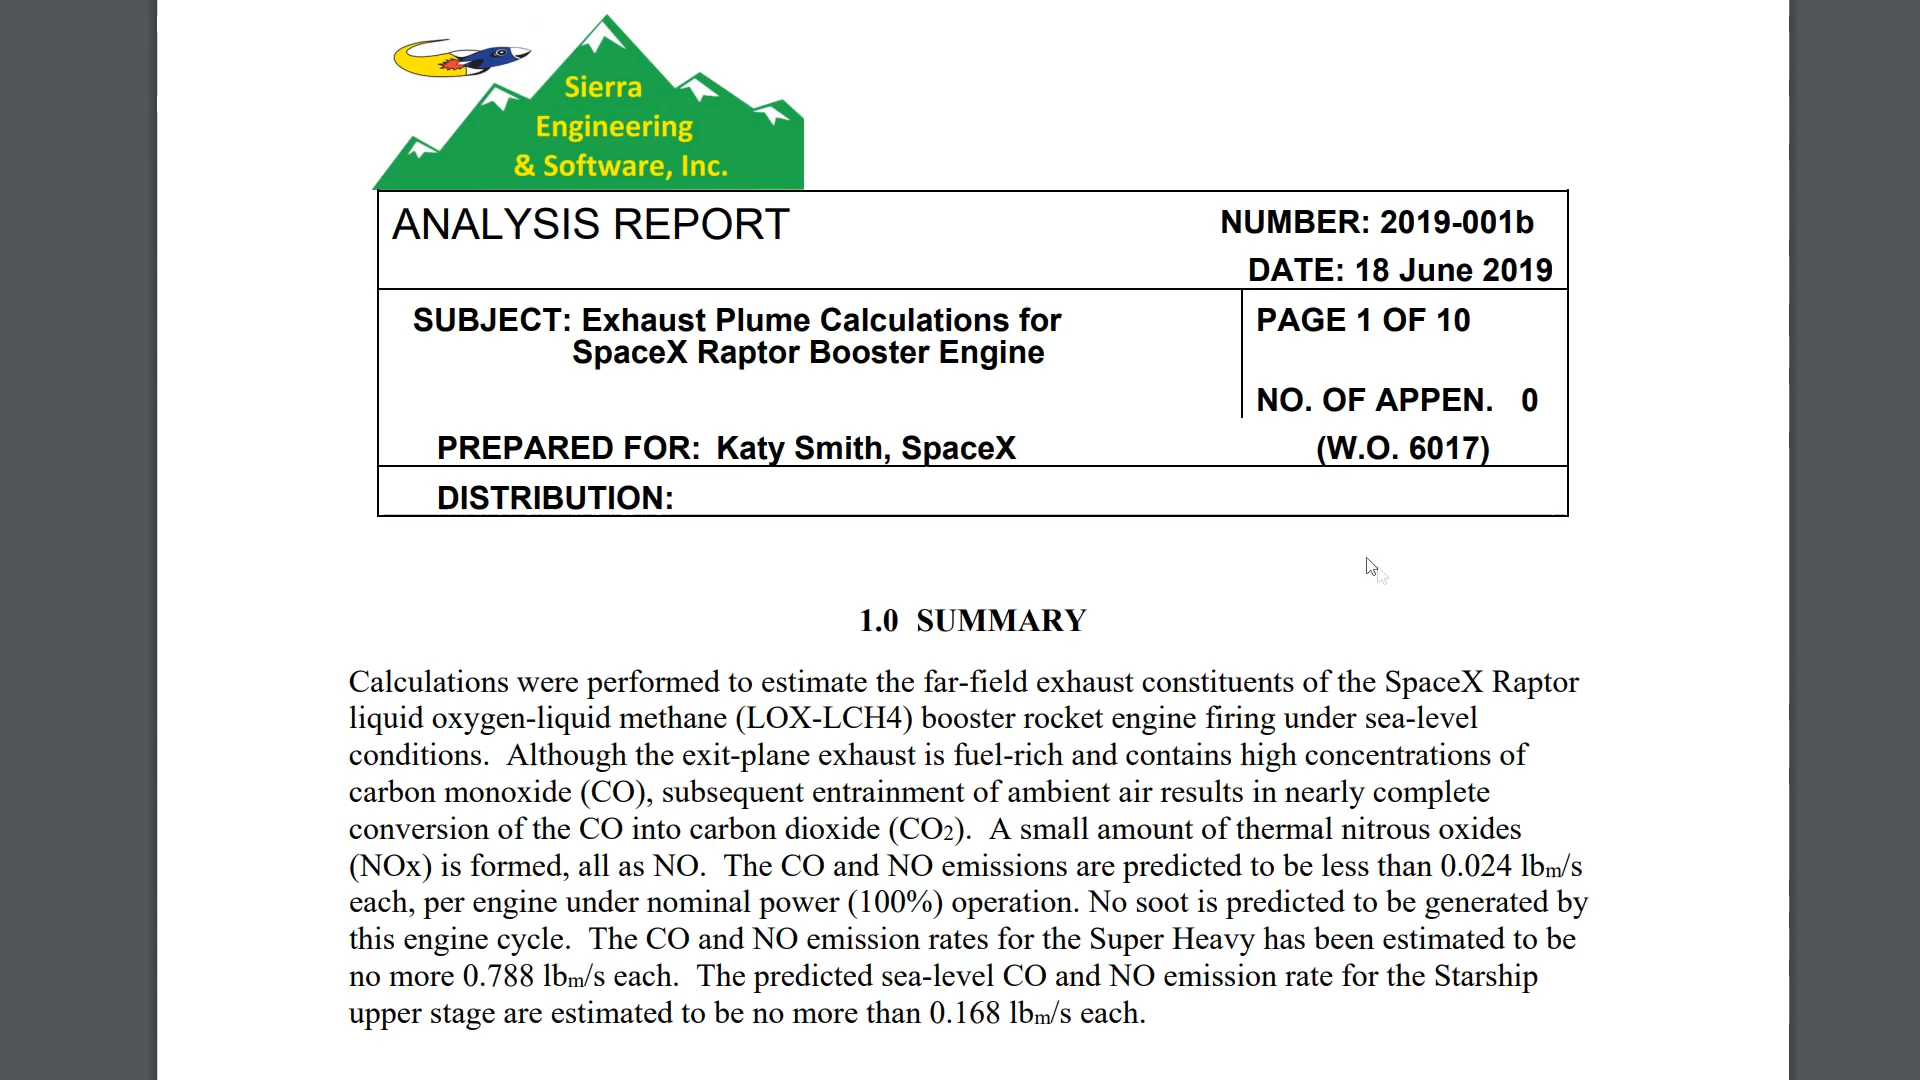 Sierra
Engineering
& Software, Inc.
ANALYSIS REPORT
NUMBER: 2019-001b
DATE: 18 June 2019
SUBJECT: Exhaust Plume Calculations for
SpaceX Raptor Booster Engine
PAGE 1 OF 10
NO. OF APPEN. 0
PREPARED FOR: Katy Smith, SpaceX
(W.O. 6017)
DISTRIBUTION:
1.0 SUMMARY
Calculations were performed to estimate the far-field exhaust constituents of the SpaceX Raptor
liquid oxygen-liquid methane (LOX-LCH4) booster rocket engine firing under sea-level
conditions. Although the exit-plane exhaust is fuel-rich and contains high concentrations of
carbon monoxide (CO), subsequent entrainment of ambient air results in nearly complete
conversion of the CO into carbon dioxide (CO2). A small amount of thermal nitrous oxides
(NOx) is formed, all as NO. The CO and NO emissions are predicted to be less than 0.024 lbm/s
each, per engine under nominal power (100%) operation. No soot is predicted to be generated by
this engine cycle. The CO and NO emission rates for the Super Heavy has been estimated to be
no more 0.788 lbm/s each. The predicted sea-level CO and NO emission rate for the Starship
upper stage are estimated to be no more than 0.168 lbm/s each.